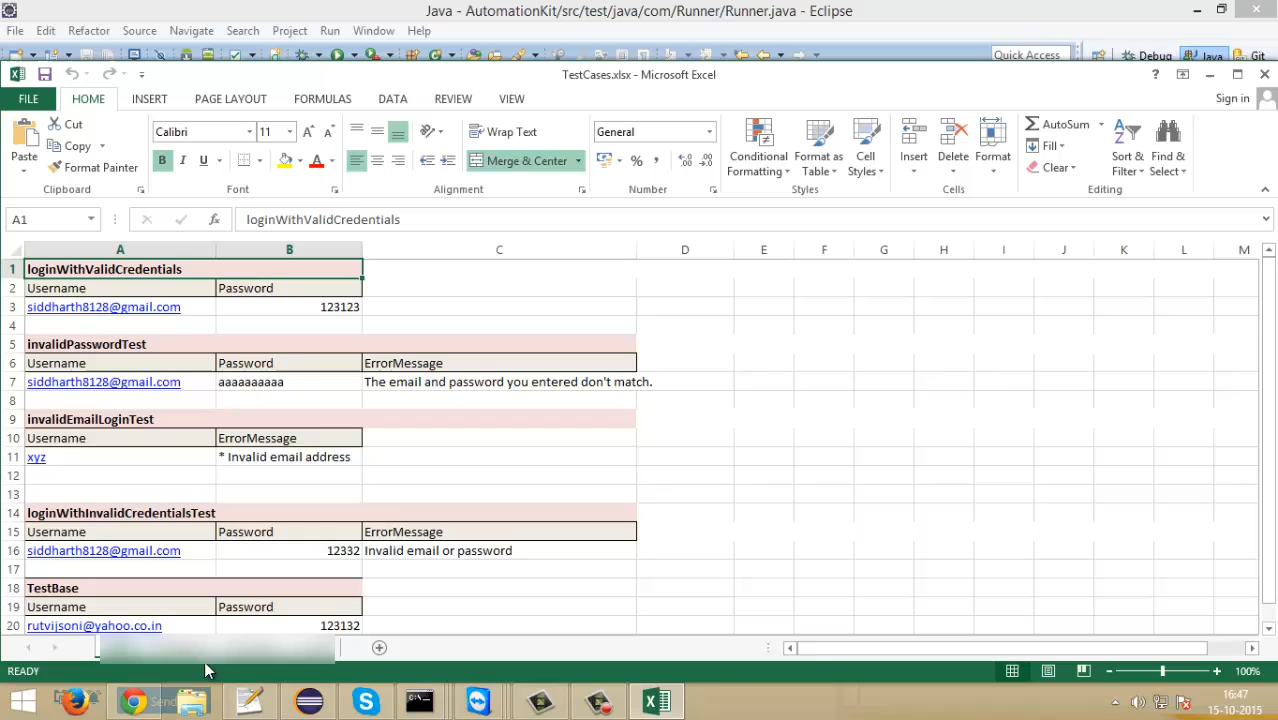 Java - AutomationKit/src/test/java/com/Runner/Runner.java - Eclipse
File Edit Refactor Source Navigate Search Project Run Window Help
Quick Access Debug Java Git
TestCases.xlsx - Microsoft Excel
FILE HOME INSERT PAGE LAYOUT FORMULAS DATA REVIEW VIEW Sign in
Paste Cut Copy Format Painter Clipboard
Calibri 11 B I U A A A Font
Wrap Text Merge & Center Alignment
General % , Number
Conditional Formatting Format as Table Cell Styles Styles
Insert Delete Format Cells
AutoSum Fill Clear Sort & Filter Find & Select Editing
A1 fx loginWithValidCredentials
A B C D E F G H I J K L M
1 loginWithValidCredentials
2 Username Password
3 siddharth8128@gmail.com 123123
4
5 invalidPasswordTest
6 Username Password ErrorMessage
7 siddharth8128@gmail.com aaaaaaaaaa The email and password you entered don't match.
8
9 invalidEmailLoginTest
10 Username ErrorMessage
11 xyz * Invalid email address
12
13
14 loginWithInvalidCredentialsTest
15 Username Password ErrorMessage
16 siddharth8128@gmail.com 12332 Invalid email or password
17
18 TestBase
19 Username Password
20 rutvijsoni@yahoo.co.in 123132
READY 100%
16:47
15-10-2015